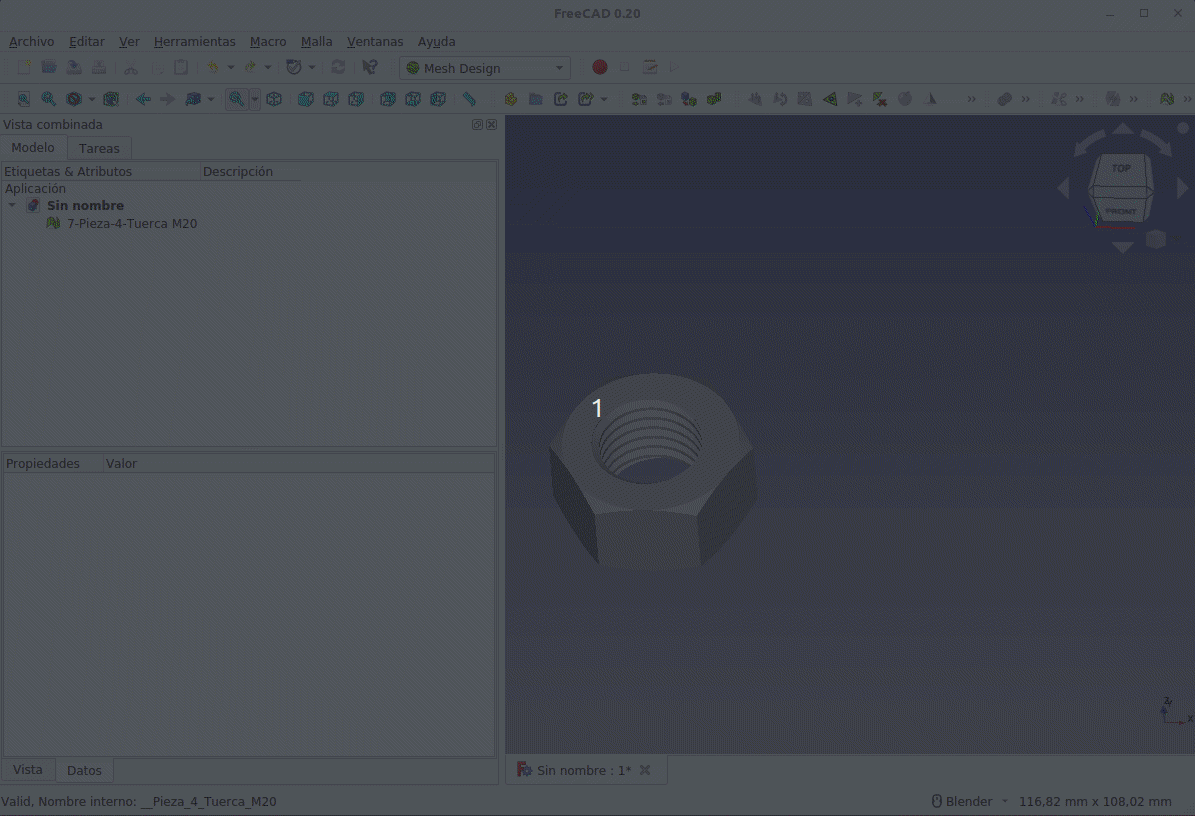 FreeCAD 0.20
Archivo Editar Ver Herramientas Macro Malla Ventanas Ayuda
Mesh Design
Vista combinada
Modelo Tareas
Etiquetas & Atributos Descripción
Aplicación
Sin nombre
7-Pieza-4-Tuerca M20
TOP
FRONT
1
Propiedades Valor
Z
X
Vista Datos
Sin nombre : 1*
Valid, Nombre interno: __Pieza_4_Tuerca_M20
Blender 116,82 mm x 108,02 mm